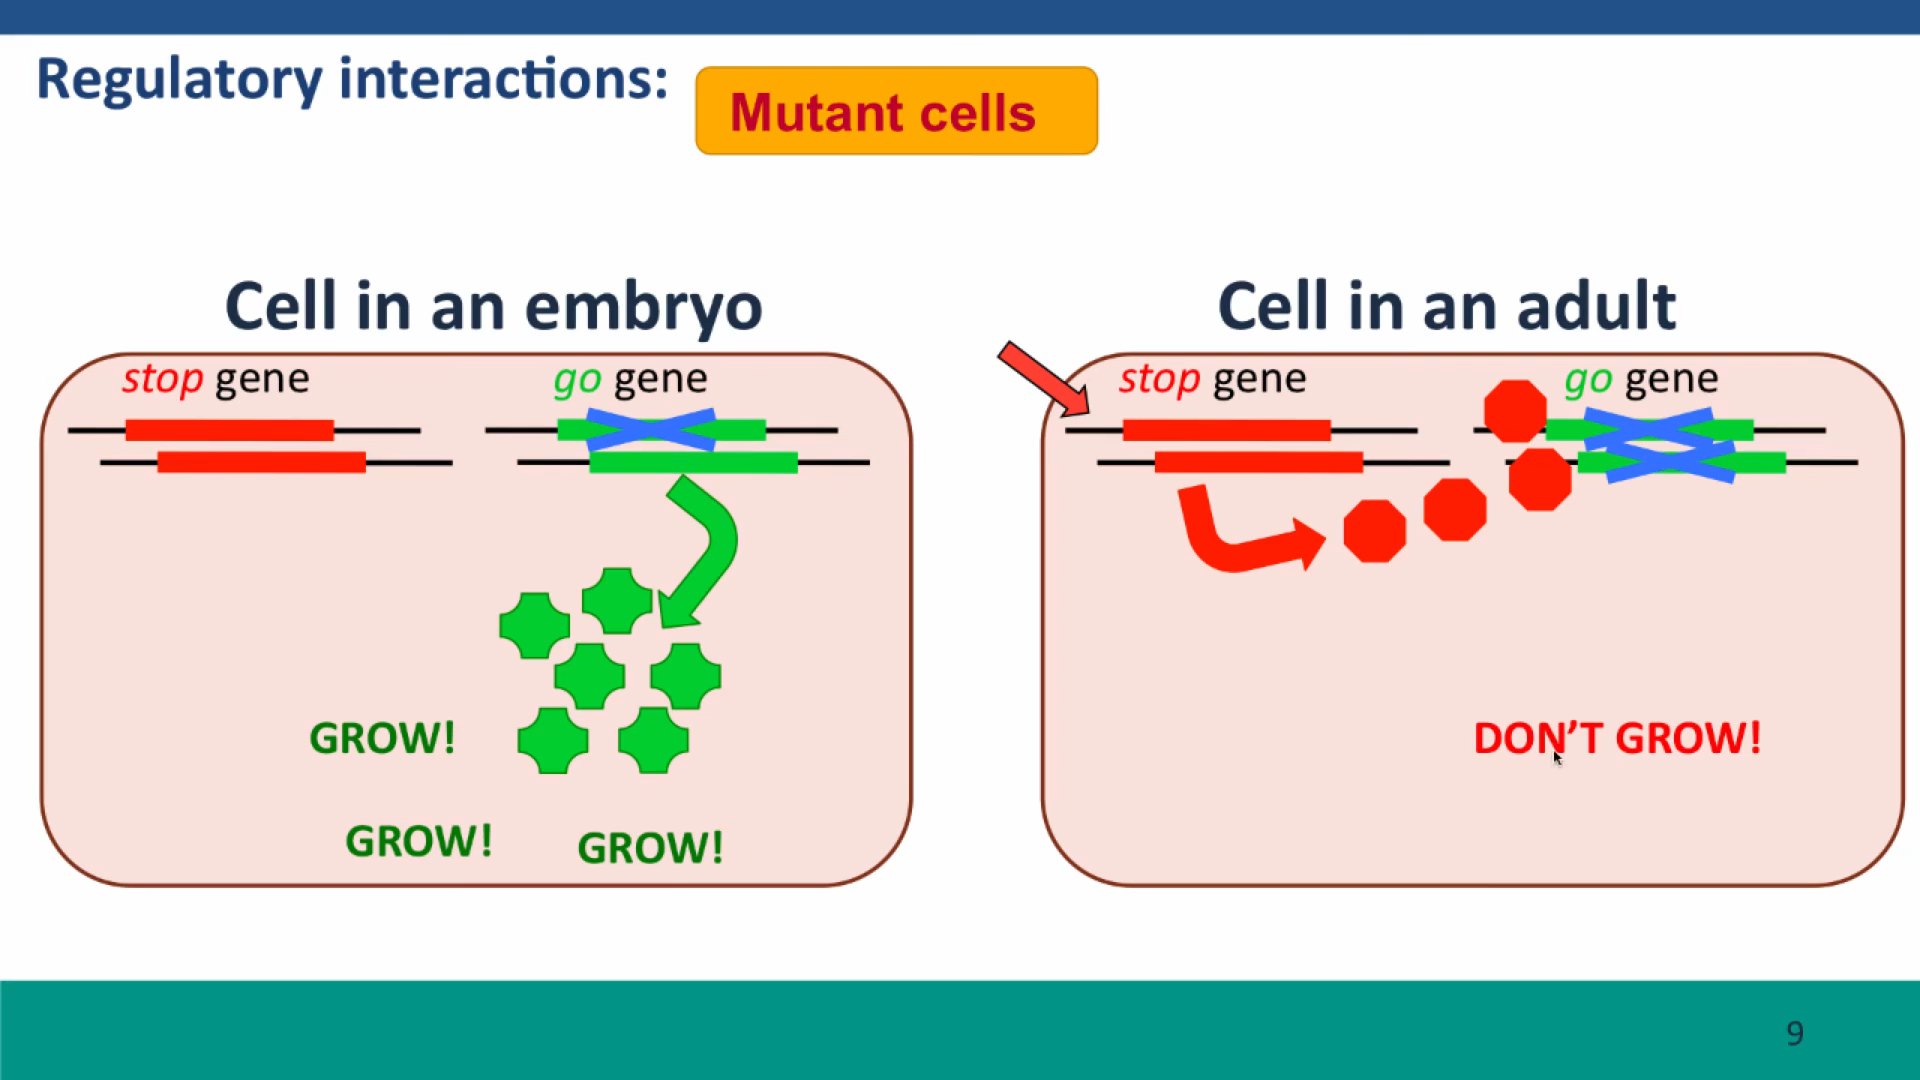 Regulatory interactions:
Mutant cells
Cell in an embryo
stop gene
go gene
GROW!
GROW!
GROW!
Cell in an adult
stop gene
go gene
DON’T GROW!
9